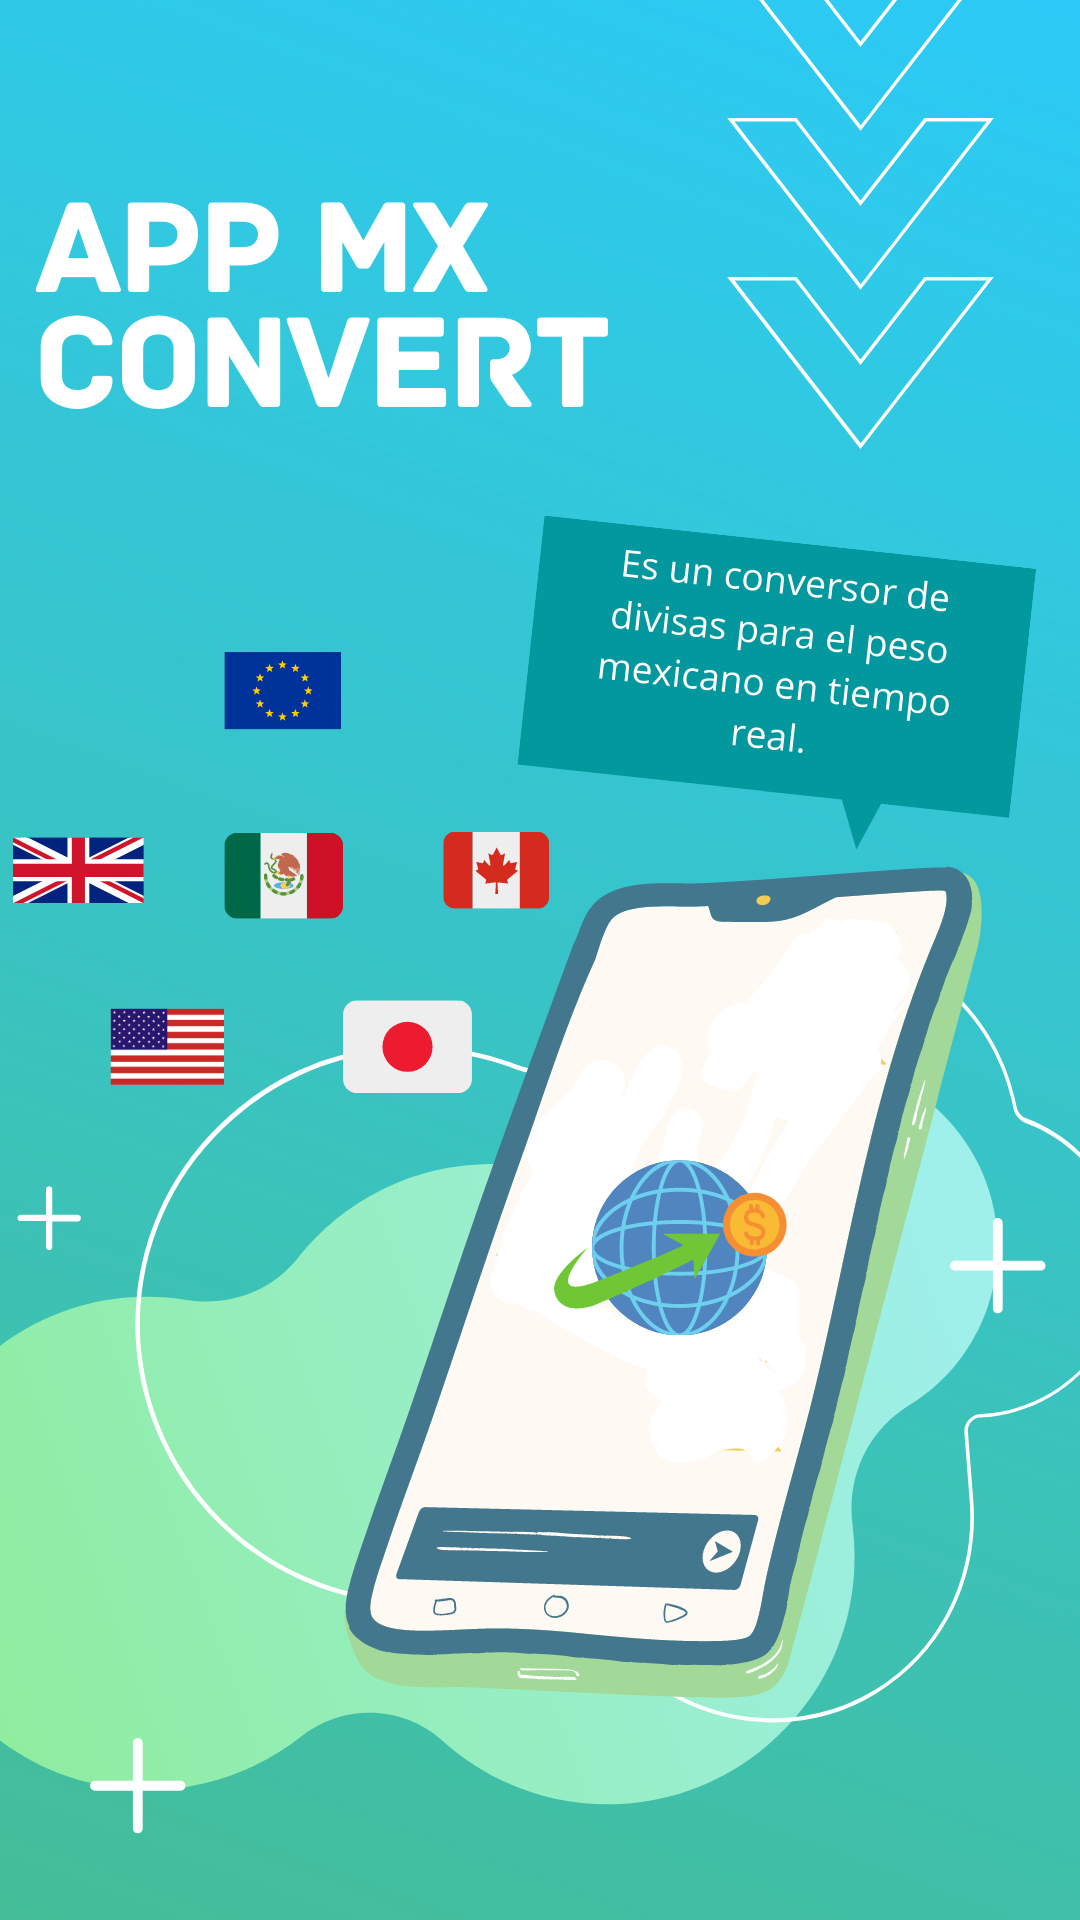 APP MX
CONVERT
Es un conversor de
divisas para el peso
mexicano en tiempo
real.
$